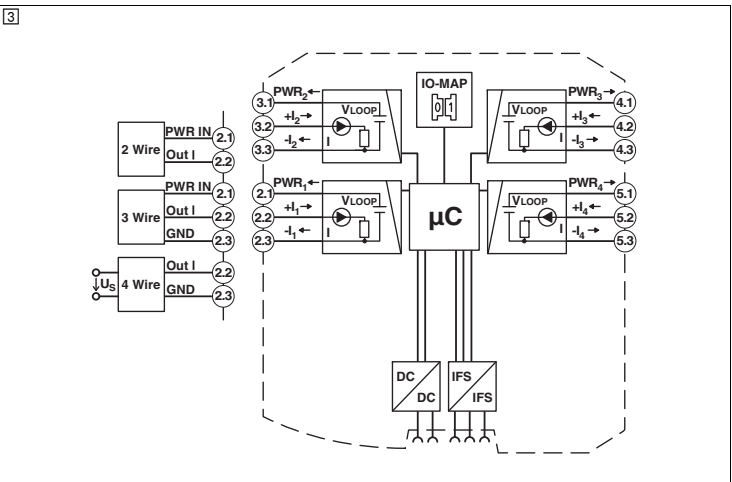 3
IO-MAP
0 1
3.1 PWR₂ ←
3.2 +I₂ →
3.3 -I₂ ←
VLOOP
I
PWR₃ → 4.1
+I₃ ← 4.2
-I₃ → 4.3
VLOOP
I
2 Wire
PWR IN 2.1
Out I 2.2
3 Wire
PWR IN 2.1
Out I 2.2
GND 2.3
US 4 Wire
Out I 2.2
GND 2.3
2.1 PWR₁ ←
2.2 +I₁ →
2.3 -I₁ ←
VLOOP
I
µC
PWR₄ → 5.1
+I₄ ← 5.2
-I₄ → 5.3
VLOOP
I
DC
DC
IFS
IFS